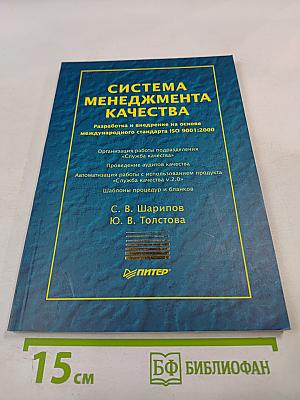 СИСТЕМА
МЕНЕДЖМЕНТА
КАЧЕСТВА
Разработка и внедрение на основе
международного стандарта ISO 9001:2000
Организация работы подразделения
«Служба качества»
Проведение аудитов качества
Автоматизация работы с использованием продукта
«Служба качества v.2.0»
Шаблоны процедур и бланков
С. В. Шарипов
Ю. В. Толстова
ПИТЕР
15 см
БФ БИБЛИОФАН